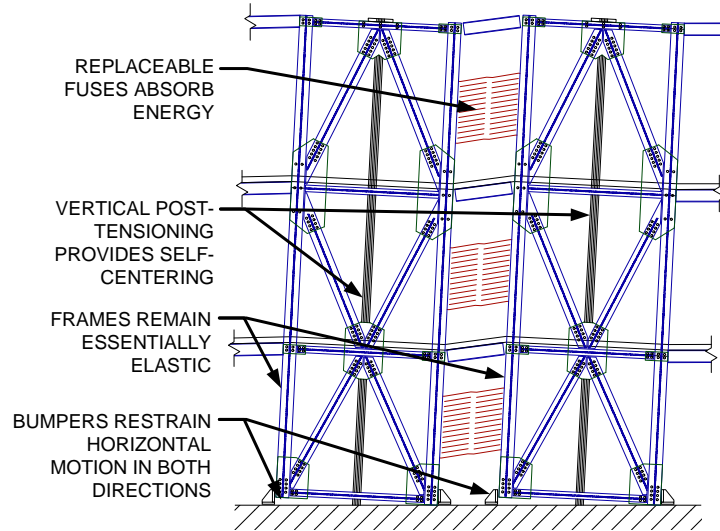 REPLACEABLE
FUSES ABSORB
ENERGY
VERTICAL POST-
TENSIONING
PROVIDES SELF-
CENTERING
FRAMES REMAIN
ESSENTIALLY
ELASTIC
BUMPERS RESTRAIN
HORIZONTAL
MOTION IN BOTH
DIRECTIONS